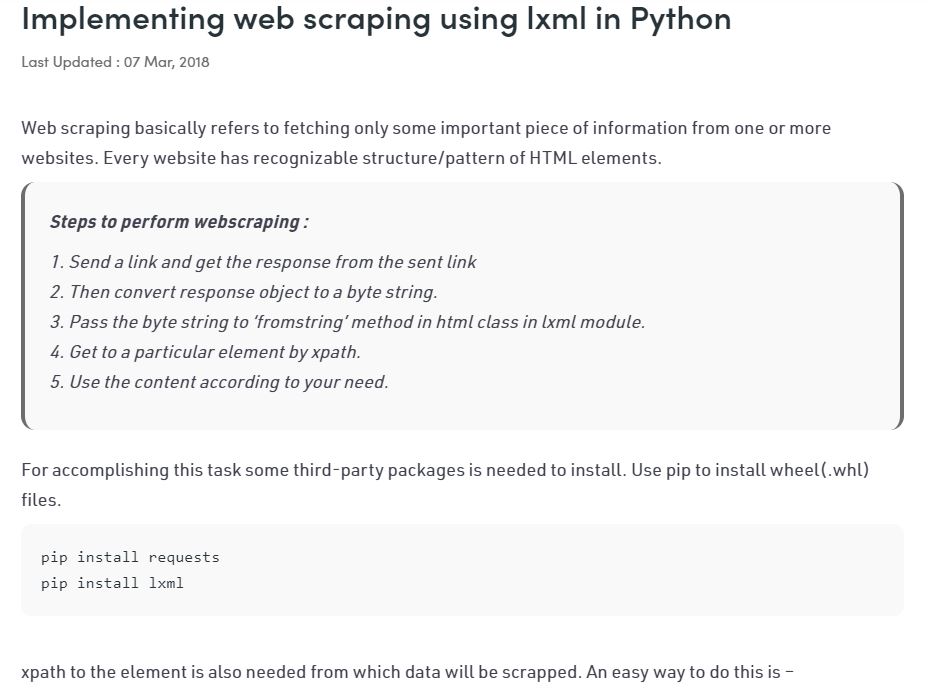 Implementing web scraping using lxml in Python
Last Updated : 07 Mar, 2018
Web scraping basically refers to fetching only some important piece of information from one or more
websites. Every website has recognizable structure/pattern of HTML elements.
Steps to perform webscraping :
1. Send a link and get the response from the sent link
2. Then convert response object to a byte string.
3. Pass the byte string to ‘fromstring’ method in html class in lxml module.
4. Get to a particular element by xpath.
5. Use the content according to your need.
For accomplishing this task some third-party packages is needed to install. Use pip to install wheel(.whl)
files.
pip install requests
pip install lxml
xpath to the element is also needed from which data will be scrapped. An easy way to do this is –